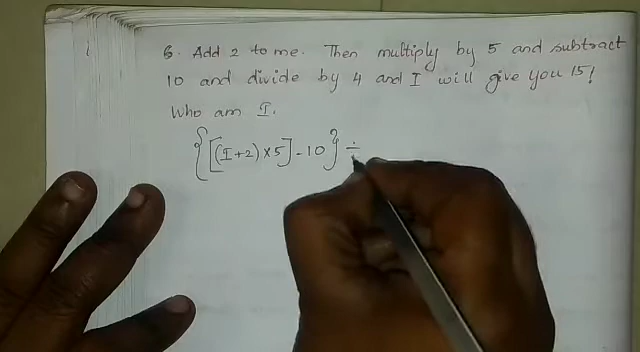 6. Add 2 to me. Then multiply by 5 and subtract
10 and divide by 4 and I will give you 15!
Who am I.
{[(I+2)×5]-10}÷